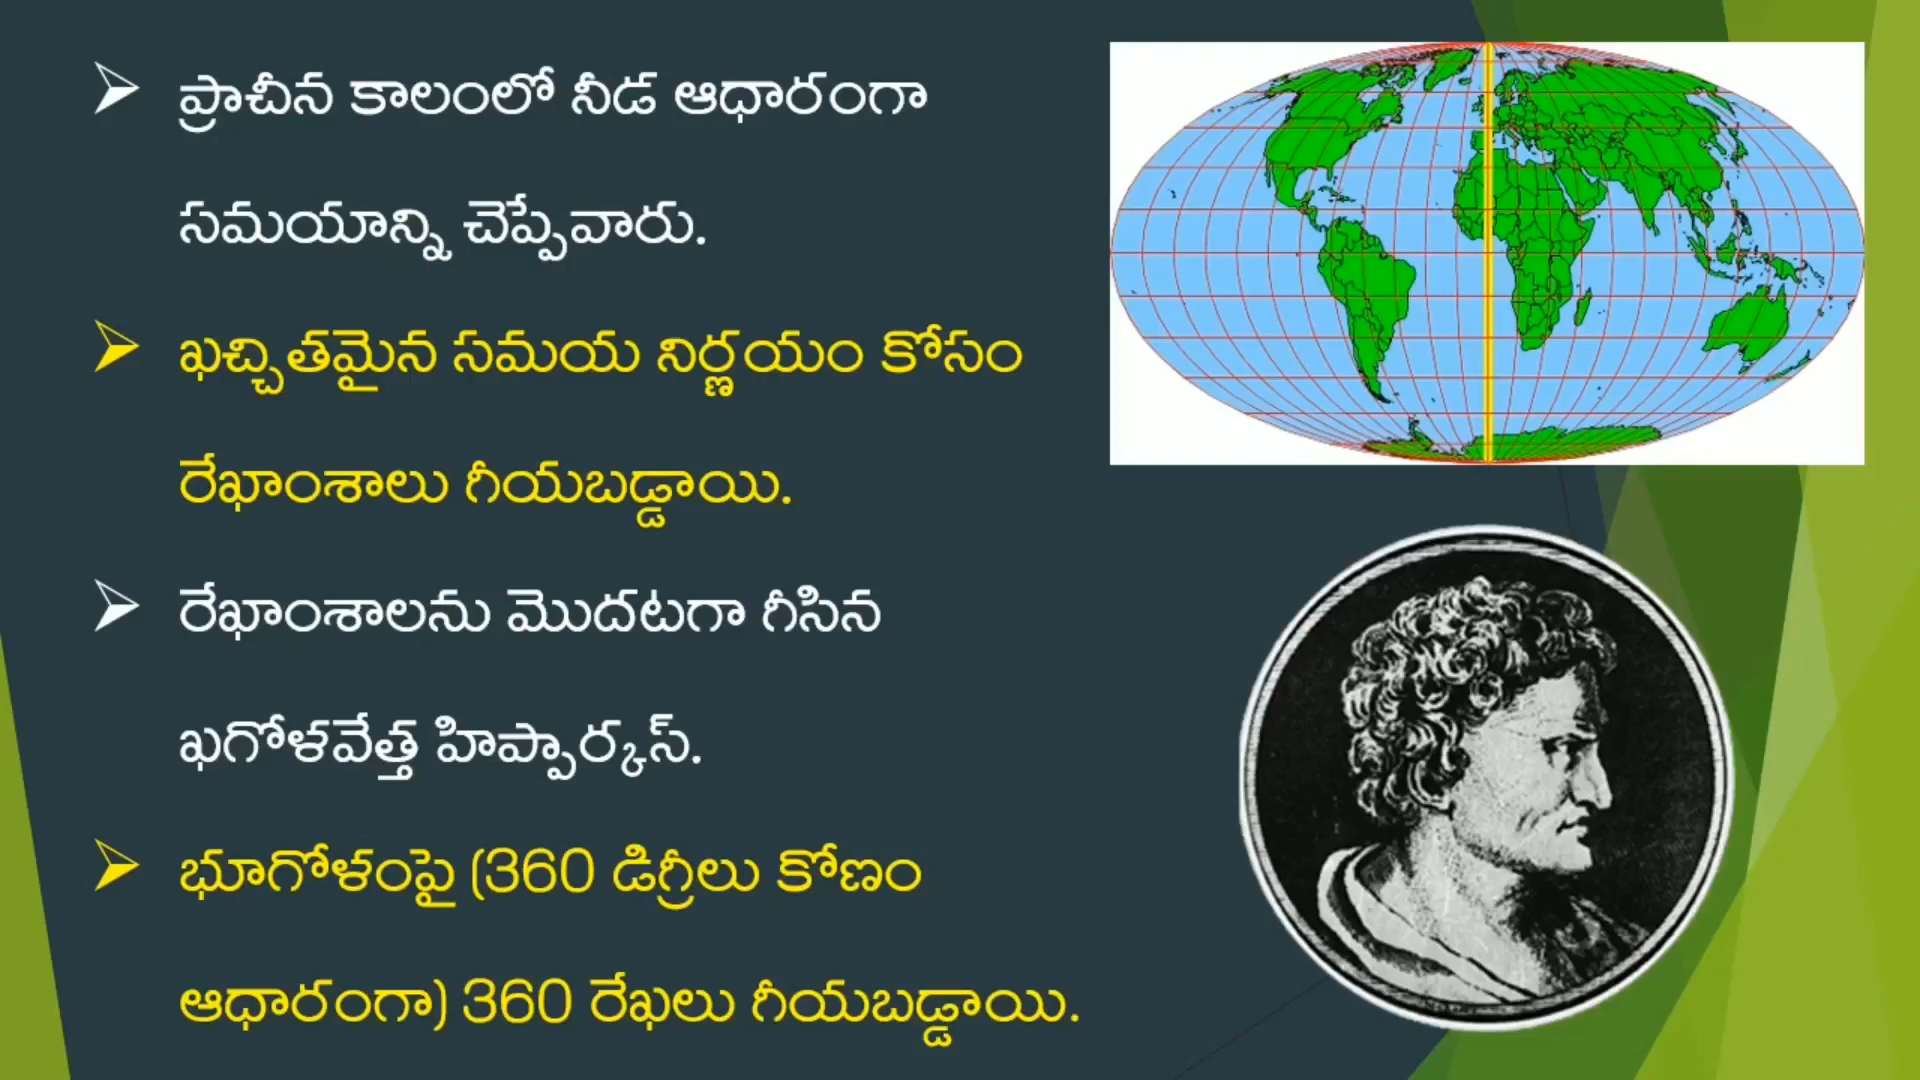 ప్రాచీన కాలంలో నీడ ఆధారంగా
సమయాన్ని చెప్పేవారు.
ఖచ్చితమైన సమయ నిర్ణయం కోసం
రేఖాంశాలు గీయబడ్డాయి.
రేఖాంశాలను మొదటగా గీసిన
ఖగోళవేత్త హిప్పార్కస్.
భూగోళంపై (360 డిగ్రీలు కోణం
ఆధారంగా) 360 రేఖలు గీయబడ్డాయి.